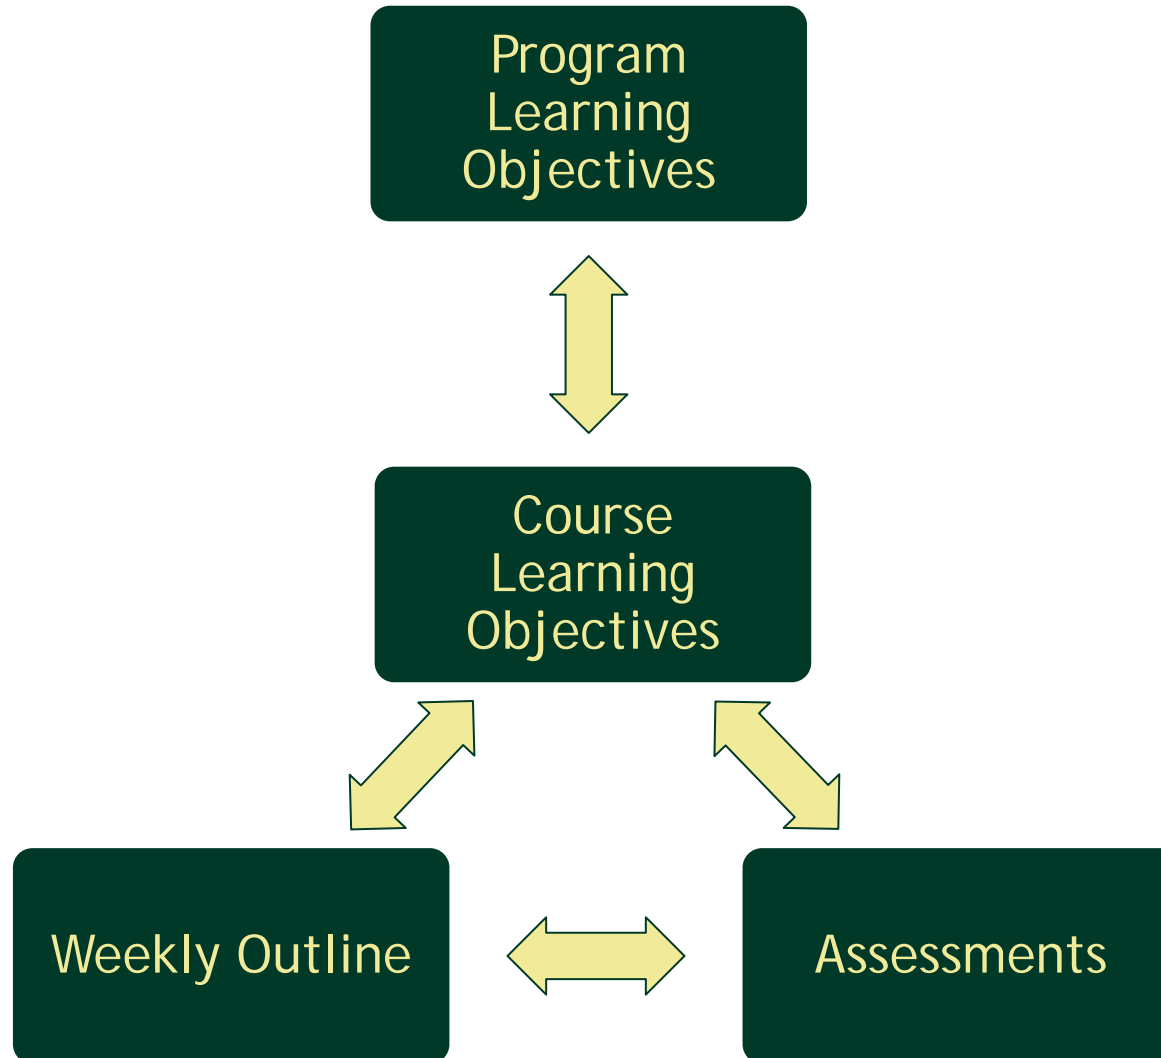 Program
Learning
Objectives
Course
Learning
Objectives
Weekly Outline
Assessments